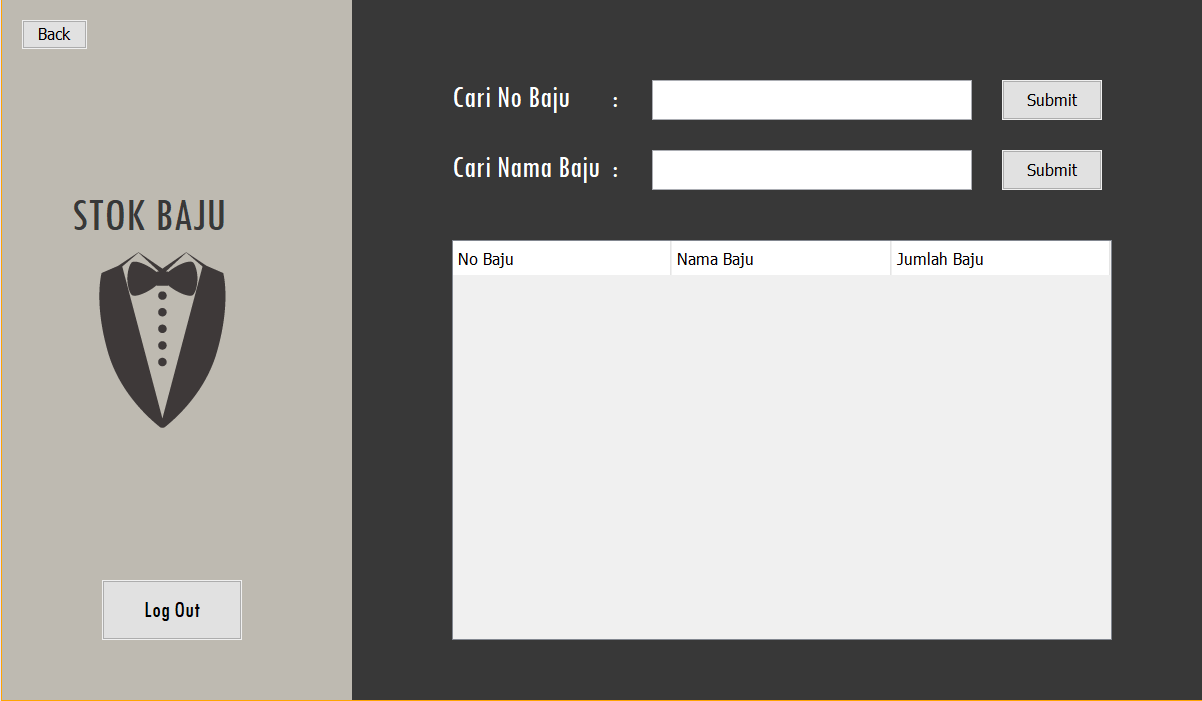 Back
STOK BAJU
Log Out
Cari No Baju :
Submit
Cari Nama Baju :
Submit
No Baju Nama Baju Jumlah Baju